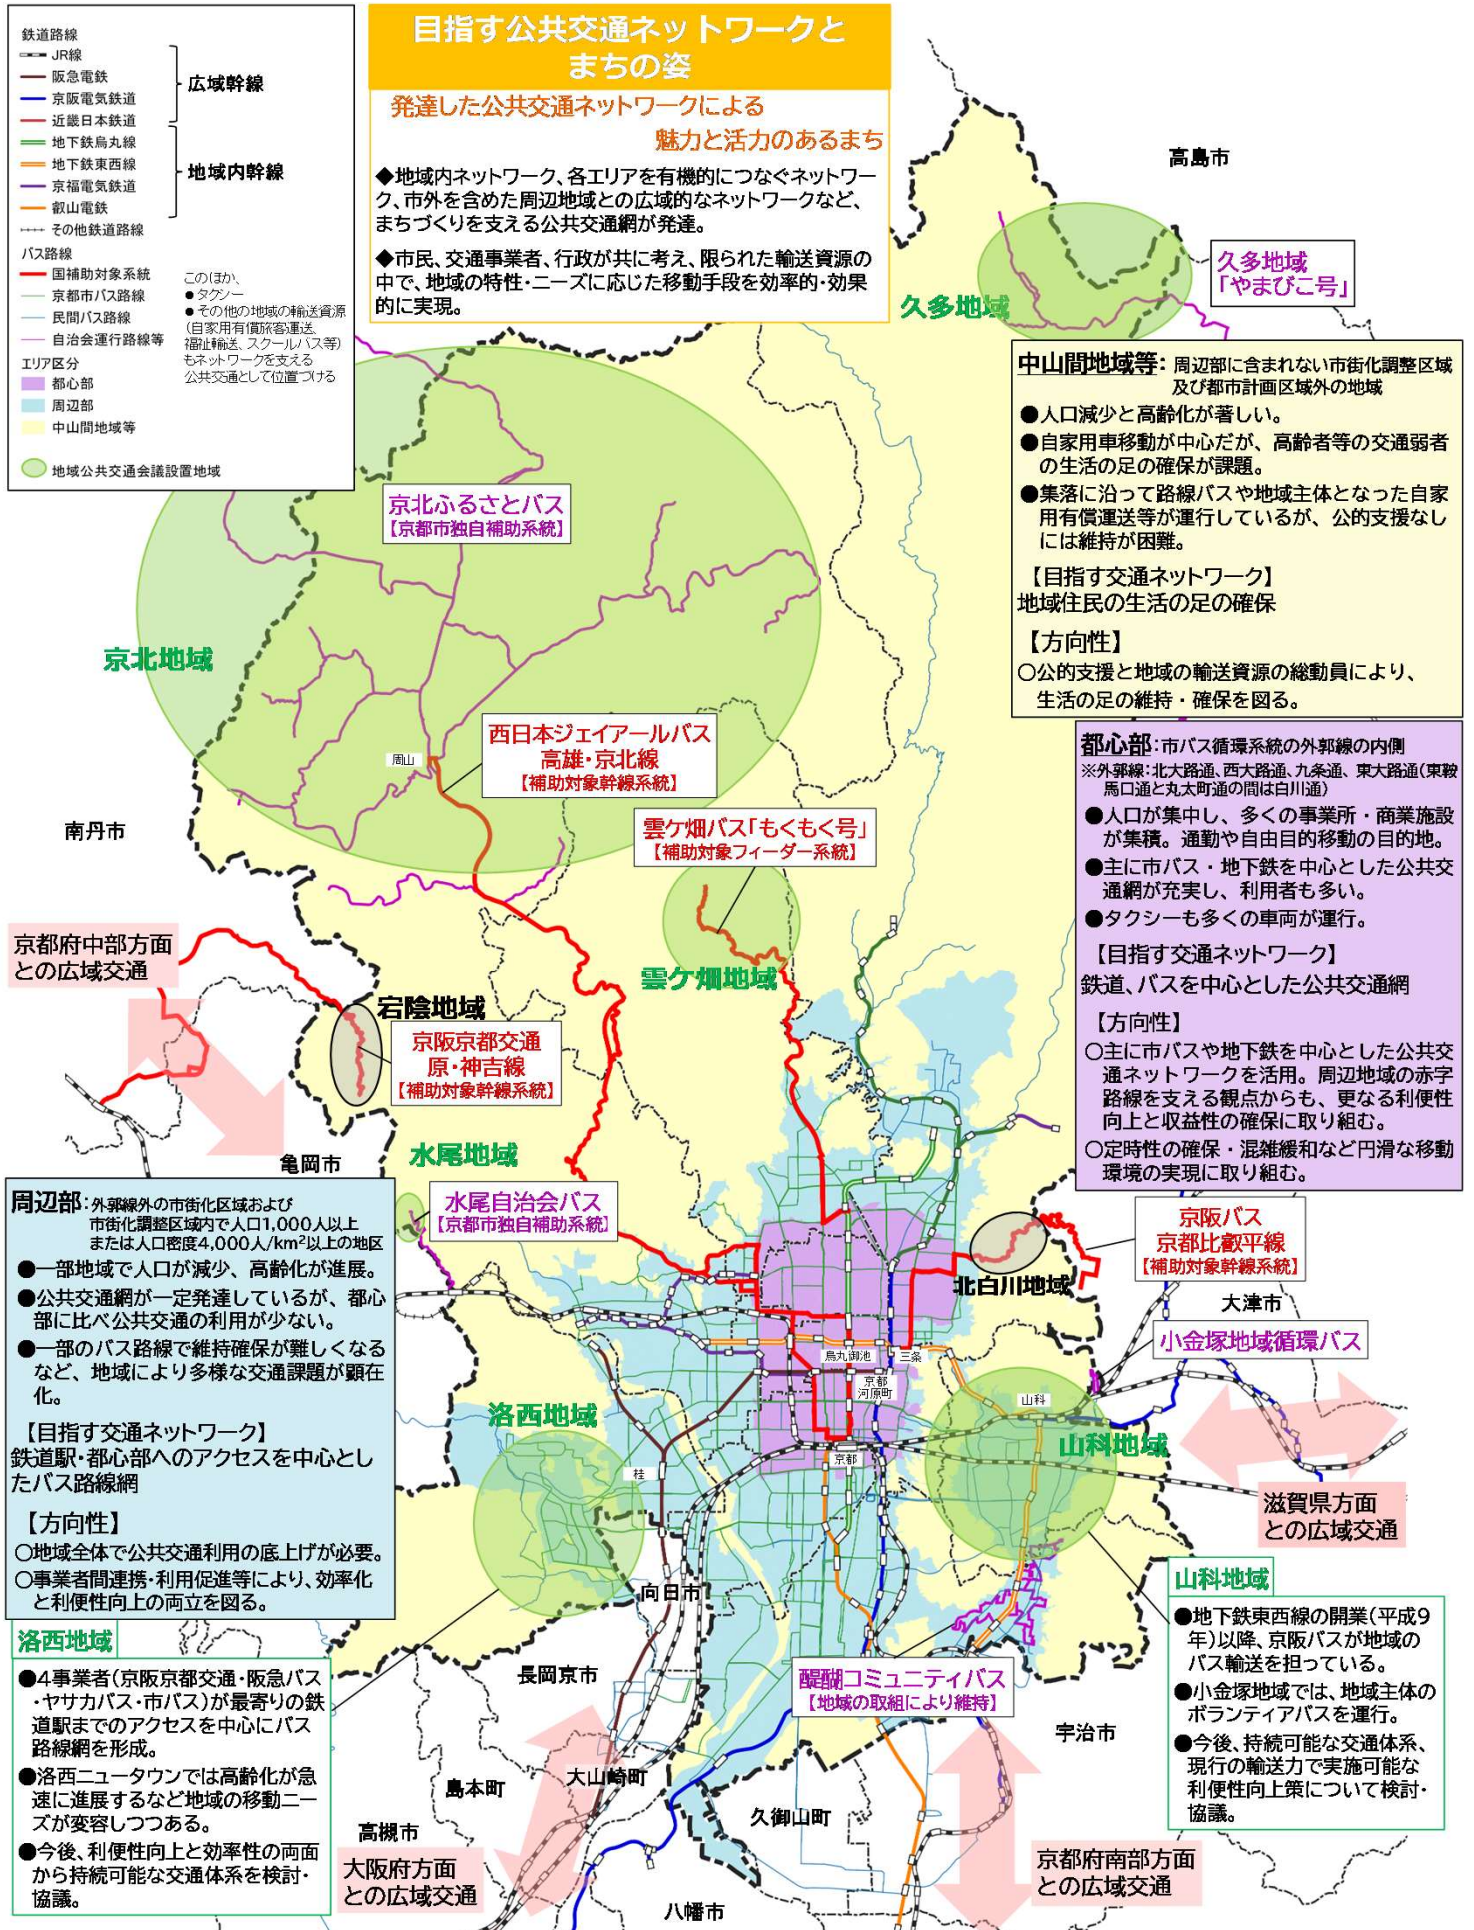 目指す公共交通ネットワークと
まちの姿
発達した公共交通ネットワークによる
魅力と活力のあるまち
◆地域内ネットワーク、各エリアを有機的につなぐネットワー
ク、市外を含めた周辺地域との広域的なネットワークなど、
まちづくりを支える公共交通網が発達。
◆市民、交通事業者、行政が共に考え、限られた輸送資源の
中で、地域の特性・ニーズに応じた移動手段を効率的・効果
的に実現。
鉄道路線
JR線
阪急電鉄
京阪電気鉄道
近畿日本鉄道
地下鉄烏丸線
地下鉄東西線
京福電気鉄道
叡山電鉄
その他鉄道路線
広域幹線
地域内幹線
バス路線
国補助対象系統
京都市バス路線
民間バス路線
自治会運行路線等
このほか、
● タクシー
● その他の地域の輸送資源
(自家用有償旅客運送、
福祉輸送、スクールバス等)
もネットワークを支える
公共交通として位置づける
エリア区分
都心部
周辺部
中山間地域等
地域公共交通会議設置地域
高島市
久多地域
久多地域
「やまびこ号」
中山間地域等：周辺部に含まれない市街化調整区域
及び都市計画区域外の地域
●人口減少と高齢化が著しい。
●自家用車移動が中心だが、高齢者等の交通弱者
の生活の足の確保が課題。
●集落に沿って路線バスや地域主体となった自家
用有償運送等が運行しているが、公的支援なし
には維持が困難。
【目指す交通ネットワーク】
地域住民の生活の足の確保
【方向性】
○公的支援と地域の輸送資源の総動員により、
生活の足の維持・確保を図る。
京北ふるさとバス
【京都市独自補助系統】
京北地域
周山
西日本ジェイアールバス
高雄・京北線
【補助対象幹線系統】
南丹市
雲ケ畑バス「もくもく号」
【補助対象フィーダー系統】
雲ケ畑地域
都心部：市バス循環系統の外郭線の内側
※外郭線：北大路通、西大路通、九条通、東大路通(東鞍
馬口通と丸太町通の間は白川通)
●人口が集中し、多くの事業所・商業施設
が集積。通勤や自由目的移動の目的地。
●主に市バス・地下鉄を中心とした公共交
通網が充実し、利用者も多い。
●タクシーも多くの車両が運行。
【目指す交通ネットワーク】
鉄道、バスを中心とした公共交通網
【方向性】
○主に市バスや地下鉄を中心とした公共交
通ネットワークを活用。周辺地域の赤字
路線を支える観点からも、更なる利便性
向上と収益性の確保に取り組む。
○定時性の確保・混雑緩和など円滑な移動
環境の実現に取り組む。
京都府中部方面
との広域交通
宕陰地域
京阪京都交通
原・神吉線
【補助対象幹線系統】
亀岡市
水尾地域
水尾自治会バス
【京都市独自補助系統】
周辺部：外郭線外の市街化区域および
市街化調整区域内で人口1,000人以上
または人口密度4,000人/km²以上の地区
●一部地域で人口が減少、高齢化が進展。
●公共交通網が一定発達しているが、都心
部に比べ公共交通の利用が少ない。
●一部のバス路線で維持確保が難しくなる
など、地域により多様な交通課題が顕在
化。
【目指す交通ネットワーク】
鉄道駅・都心部へのアクセスを中心とし
たバス路線網
【方向性】
○地域全体で公共交通利用の底上げが必要。
○事業者間連携・利用促進等により、効率化
と利便性向上の両立を図る。
京阪バス
京都比叡平線
【補助対象幹線系統】
北白川地域
大津市
小金塚地域循環バス
烏丸御池
三条
京都
河原町
山科
京都
桂
洛西地域
山科地域
滋賀県方面
との広域交通
向日市
長岡京市
洛西地域
●4事業者(京阪京都交通・阪急バス
・ヤサカバス・市バス)が最寄りの鉄
道駅までのアクセスを中心にバス
路線網を形成。
●洛西ニュータウンでは高齢化が急
速に進展するなど地域の移動ニー
ズが変容しつつある。
●今後、利便性向上と効率性の両面
から持続可能な交通体系を検討・
協議。
山科地域
●地下鉄東西線の開業(平成9
年)以降、京阪バスが地域の
バス輸送を担っている。
●小金塚地域では、地域主体の
ボランティアバスを運行。
●今後、持続可能な交通体系、
現行の輸送力で実施可能な
利便性向上策について検討・
協議。
醍醐コミュニティバス
【地域の取組により維持】
宇治市
島本町
大山崎町
久御山町
高槻市
大阪府方面
との広域交通
京都府南部方面
との広域交通
八幡市